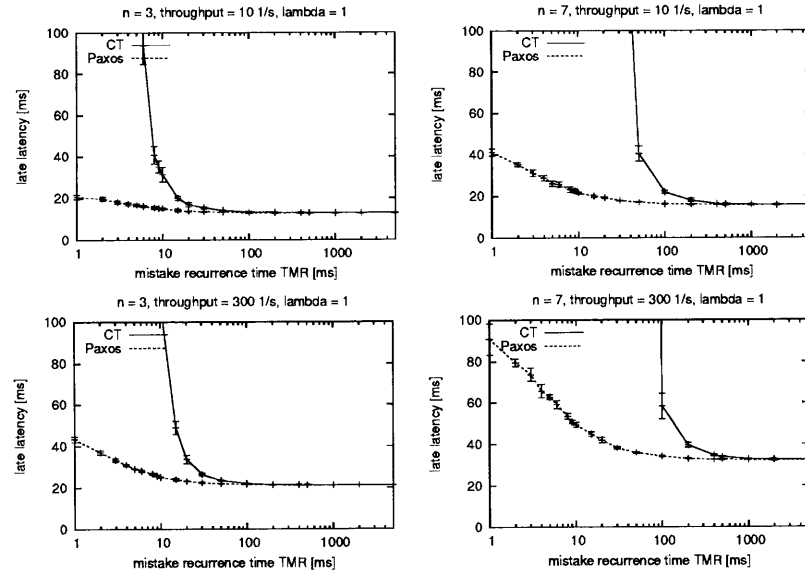 n = 3, throughput = 10 1/s, lambda = 1
100
80
60
40
20
0
CT
Paxos
late latency [ms]
1
10
100
1000
mistake recurrence time TMR [ms]
n = 7, throughput = 10 1/s, lambda = 1
100
80
60
40
20
0
CT
Paxos
late latency [ms]
1
10
100
1000
mistake recurrence time TMR [ms]
n = 3, throughput = 300 1/s, lambda = 1
100
80
60
40
20
0
CT
Paxos
late latency [ms]
1
10
100
1000
mistake recurrence time TMR [ms]
n = 7, throughput = 300 1/s, lambda = 1
100
80
60
40
20
0
CT
Paxos
late latency [ms]
1
10
100
1000
mistake recurrence time TMR [ms]